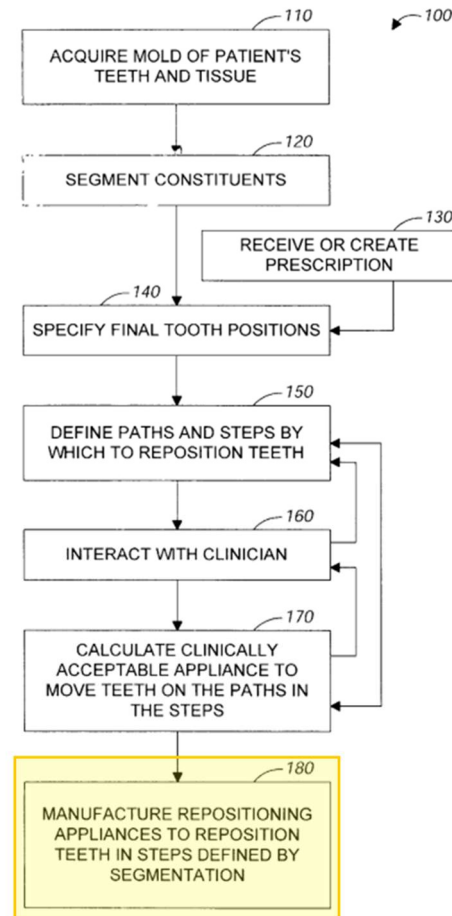 100
110
ACQUIRE MOLD OF PATIENT'S
TEETH AND TISSUE
120
SEGMENT CONSTITUENTS
130
RECEIVE OR CREATE
PRESCRIPTION
140
SPECIFY FINAL TOOTH POSITIONS
150
DEFINE PATHS AND STEPS BY
WHICH TO REPOSITION TEETH
160
INTERACT WITH CLINICIAN
170
CALCULATE CLINICALLY
ACCEPTABLE APPLIANCE TO
MOVE TEETH ON THE PATHS IN
THE STEPS
180
MANUFACTURE REPOSITIONING
APPLIANCES TO REPOSITION
TEETH IN STEPS DEFINED BY
SEGMENTATION